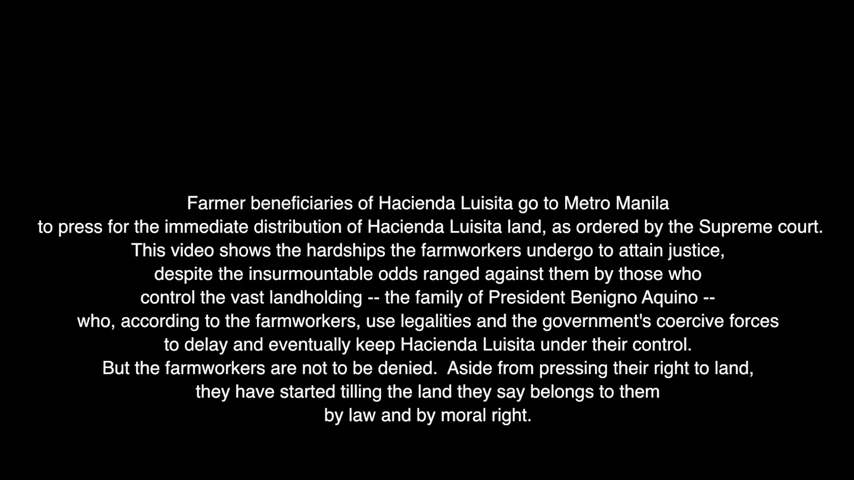 Farmer beneficiaries of Hacienda Luisita go to Metro Manila
to press for the immediate distribution of Hacienda Luisita land, as ordered by the Supreme court.
This video shows the hardships the farmworkers undergo to attain justice,
despite the insurmountable odds ranged against them by those who
control the vast landholding -- the family of President Benigno Aquino --
who, according to the farmworkers, use legalities and the government's coercive forces
to delay and eventually keep Hacienda Luisita under their control.
But the farmworkers are not to be denied.  Aside from pressing their right to land,
they have started tilling the land they say belongs to them
by law and by moral right.